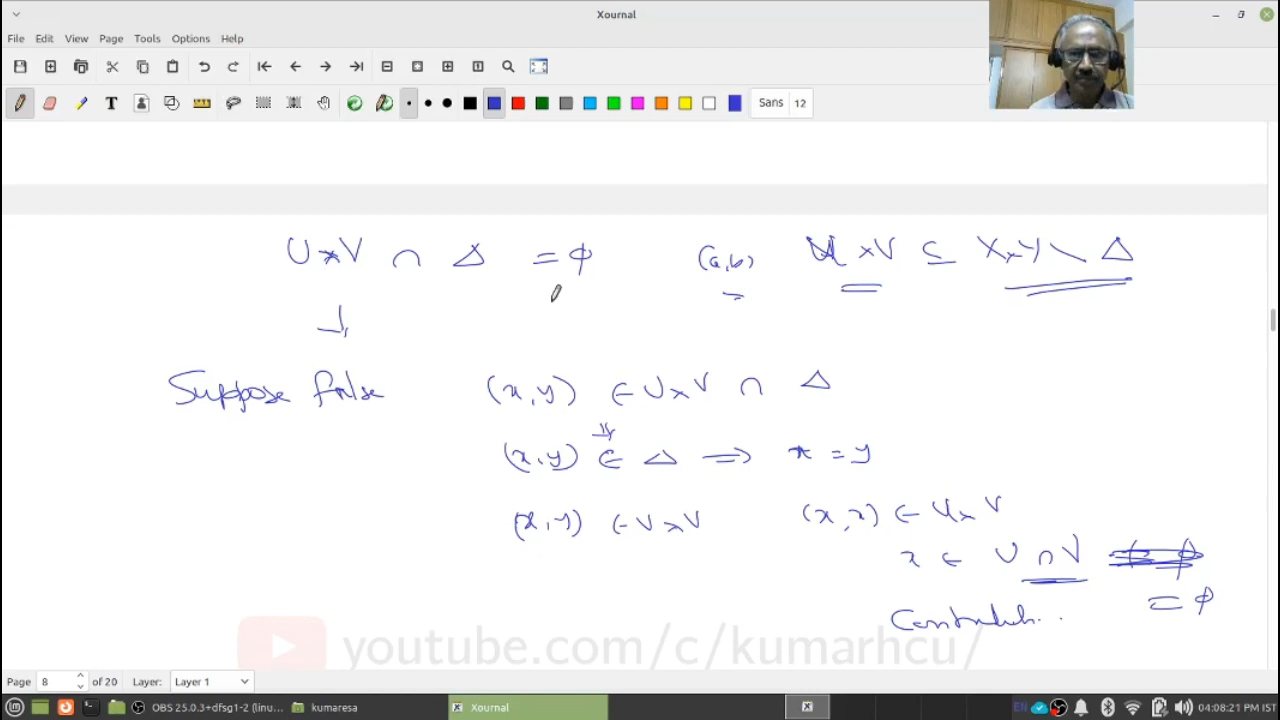 Xournal
File Edit View Page Tools Options Help
Sans 12
U×V ∩ Δ = ϕ (a,b) U×V ⊆ X×Y \ Δ
↓
Suppose false (x,y) ∈ U×V ∩ Δ
⇓
(x,y) ∈ Δ ⇒ x = y
(x,y) ∈ U×V (x,x) ∈ U×V
x ∈ U ∩ V
= ϕ
youtube.com/c/kumarhcu/
Page 8 of 20 Layer: Layer 1
OBS 25.0.3+dfsg1-2 (linu... kumaresa Xournal EN 04:08:21 PM IST